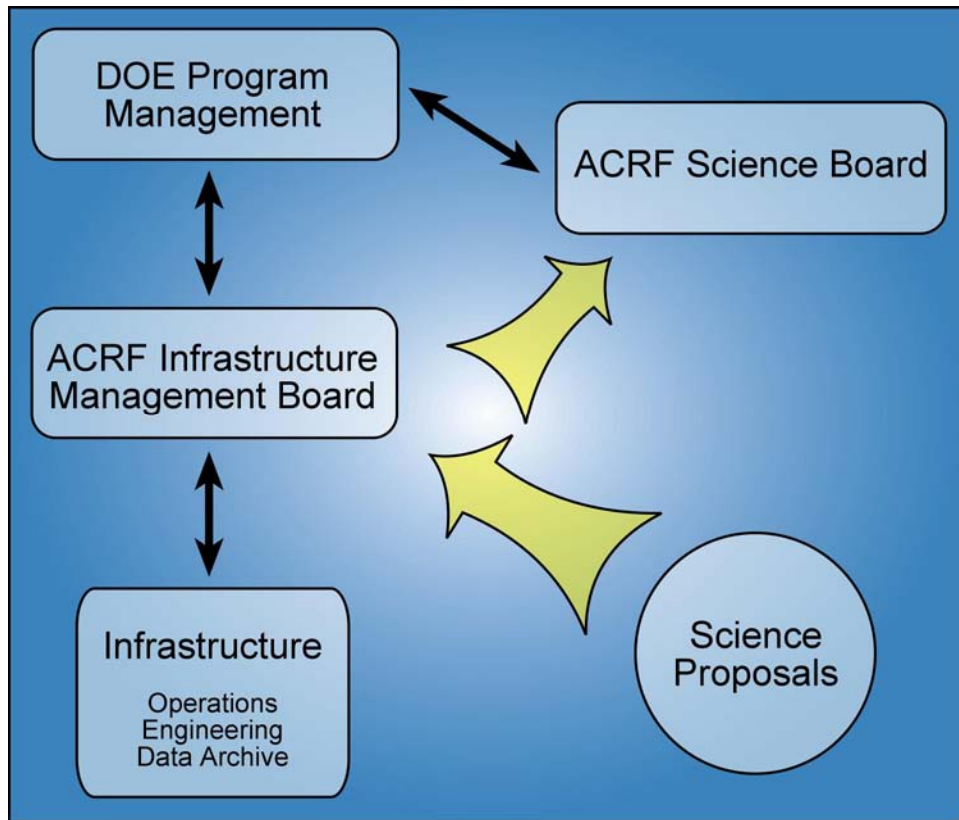 DOE Program
Management
ACRF Science Board
ACRF Infrastructure
Management Board
Infrastructure
Operations
Engineering
Data Archive
Science
Proposals